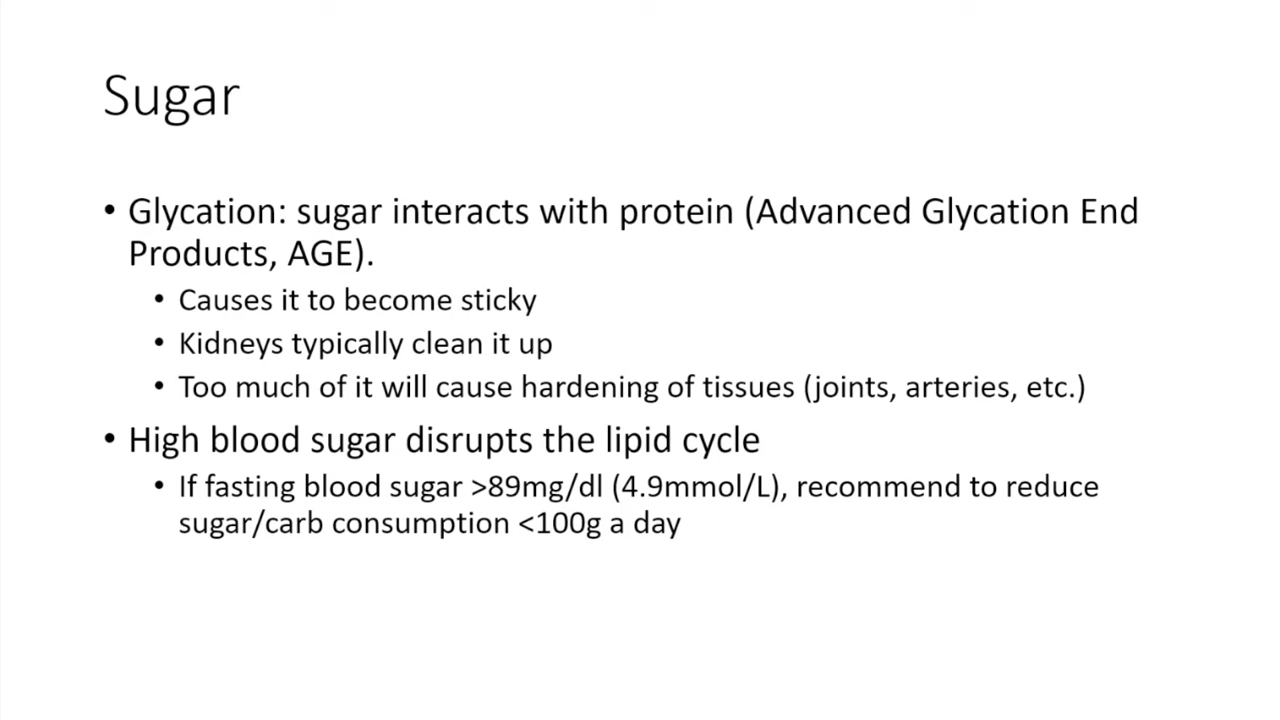 Sugar
• Glycation: sugar interacts with protein (Advanced Glycation End
Products, AGE).
• Causes it to become sticky
• Kidneys typically clean it up
• Too much of it will cause hardening of tissues (joints, arteries, etc.)
• High blood sugar disrupts the lipid cycle
• If fasting blood sugar >89mg/dl (4.9mmol/L), recommend to reduce
sugar/carb consumption <100g a day